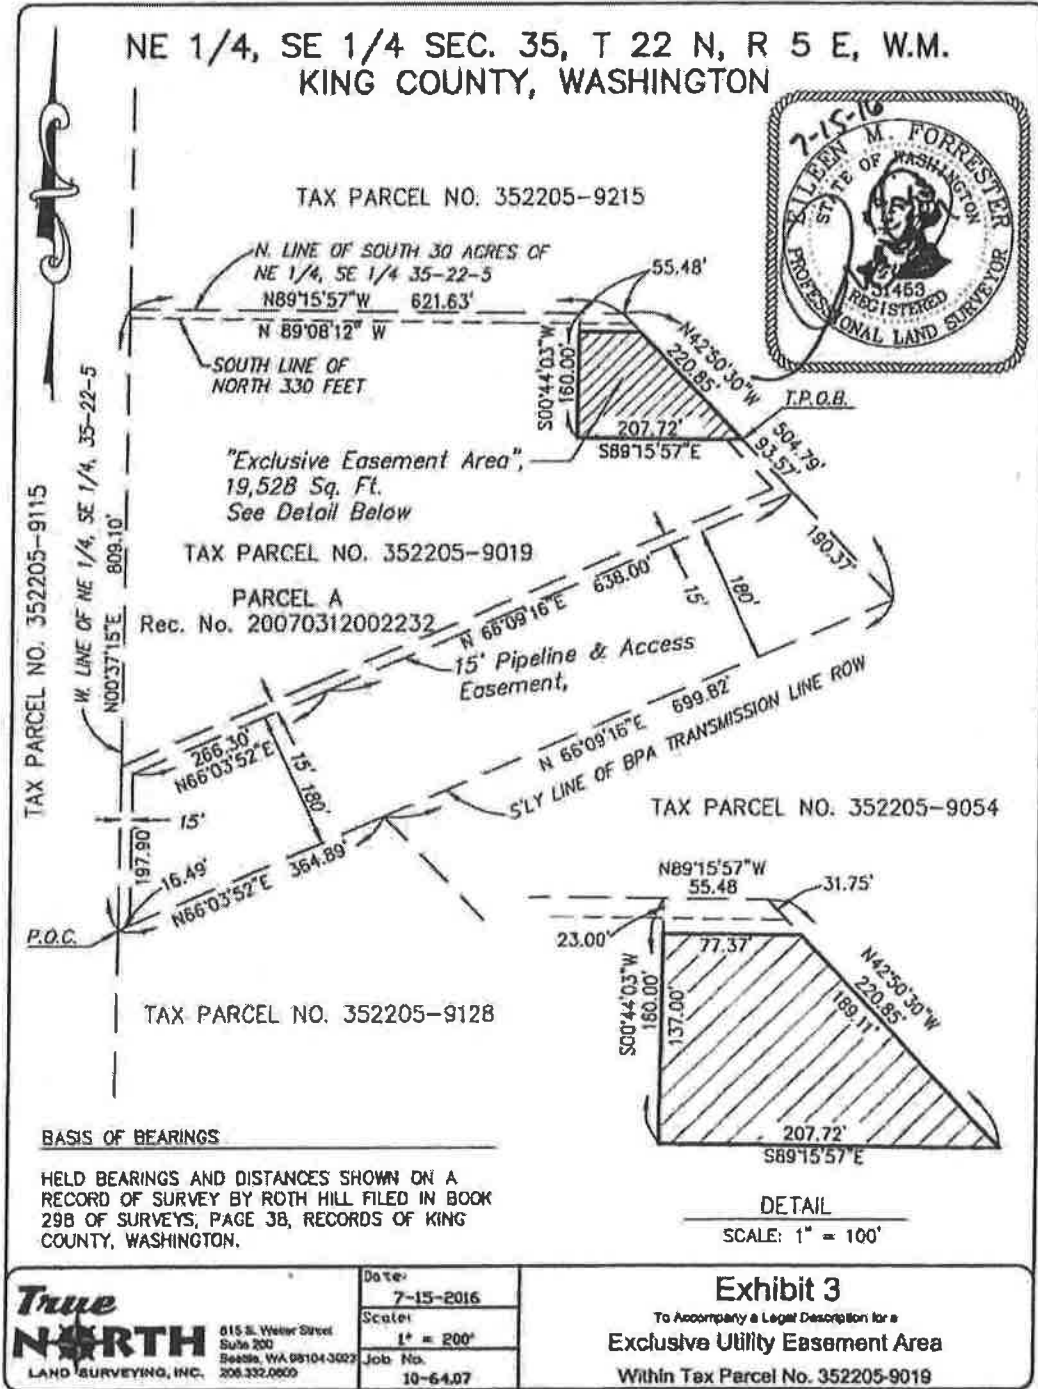 NE 1/4, SE 1/4 SEC. 35, T 22 N, R 5 E, W.M.
KING COUNTY, WASHINGTON
7-15-16
EILEEN M. FORRESTER
STATE OF WASHINGTON
31453
REGISTERED
PROFESSIONAL LAND SURVEYOR
TAX PARCEL NO. 352205-9215
N. LINE OF SOUTH 30 ACRES OF
NE 1/4, SE 1/4 35-22-5
55.48'
N89°15'57"W 621.63'
N 89°08'12" W
SOUTH LINE OF
NORTH 330 FEET
S00°44'03"W
160.00'
N42°50'30"W
220.85'
T.P.O.B.
207.72'
S89°15'57"E
504.79'
93.57'
190.37'
"Exclusive Easement Area",
19,528 Sq. Ft.
See Detail Below
TAX PARCEL NO. 352205-9115
W. LINE OF NE 1/4, SE 1/4, 35-22-5
N00°37'15"E 809.10'
TAX PARCEL NO. 352205-9019
PARCEL A
Rec. No. 20070312002232
N 66°09'16"E 638.00'
15'
180'
15' Pipeline & Access
Easement,
266.30'
N66°03'52"E
15'
180'
N 66°09'16"E 699.82'
S'LY LINE OF BPA TRANSMISSION LINE ROW
15'
197.90'
16.49'
N66°03'52"E 364.89'
P.O.C.
TAX PARCEL NO. 352205-9054
TAX PARCEL NO. 352205-9128
N89°15'57"W
55.48
31.75'
23.00'
77.37'
S00°44'03"W
160.00'
137.00'
N42°50'30"W
220.85'
189.11'
207.72'
S89°15'57"E
DETAIL
SCALE: 1" = 100'
BASIS OF BEARINGS
HELD BEARINGS AND DISTANCES SHOWN ON A
RECORD OF SURVEY BY ROTH HILL FILED IN BOOK
298 OF SURVEYS, PAGE 38, RECORDS OF KING
COUNTY, WASHINGTON.
True
NORTH
LAND SURVEYING, INC.
815 S. Weller Street
Suite 200
Seattle, WA 98104-3023
206.332.0800
Date:
7-15-2016
Scale:
1" = 200'
Job No.
10-64.07
Exhibit 3
To Accompany a Legal Description for a
Exclusive Utility Easement Area
Within Tax Parcel No. 352205-9019